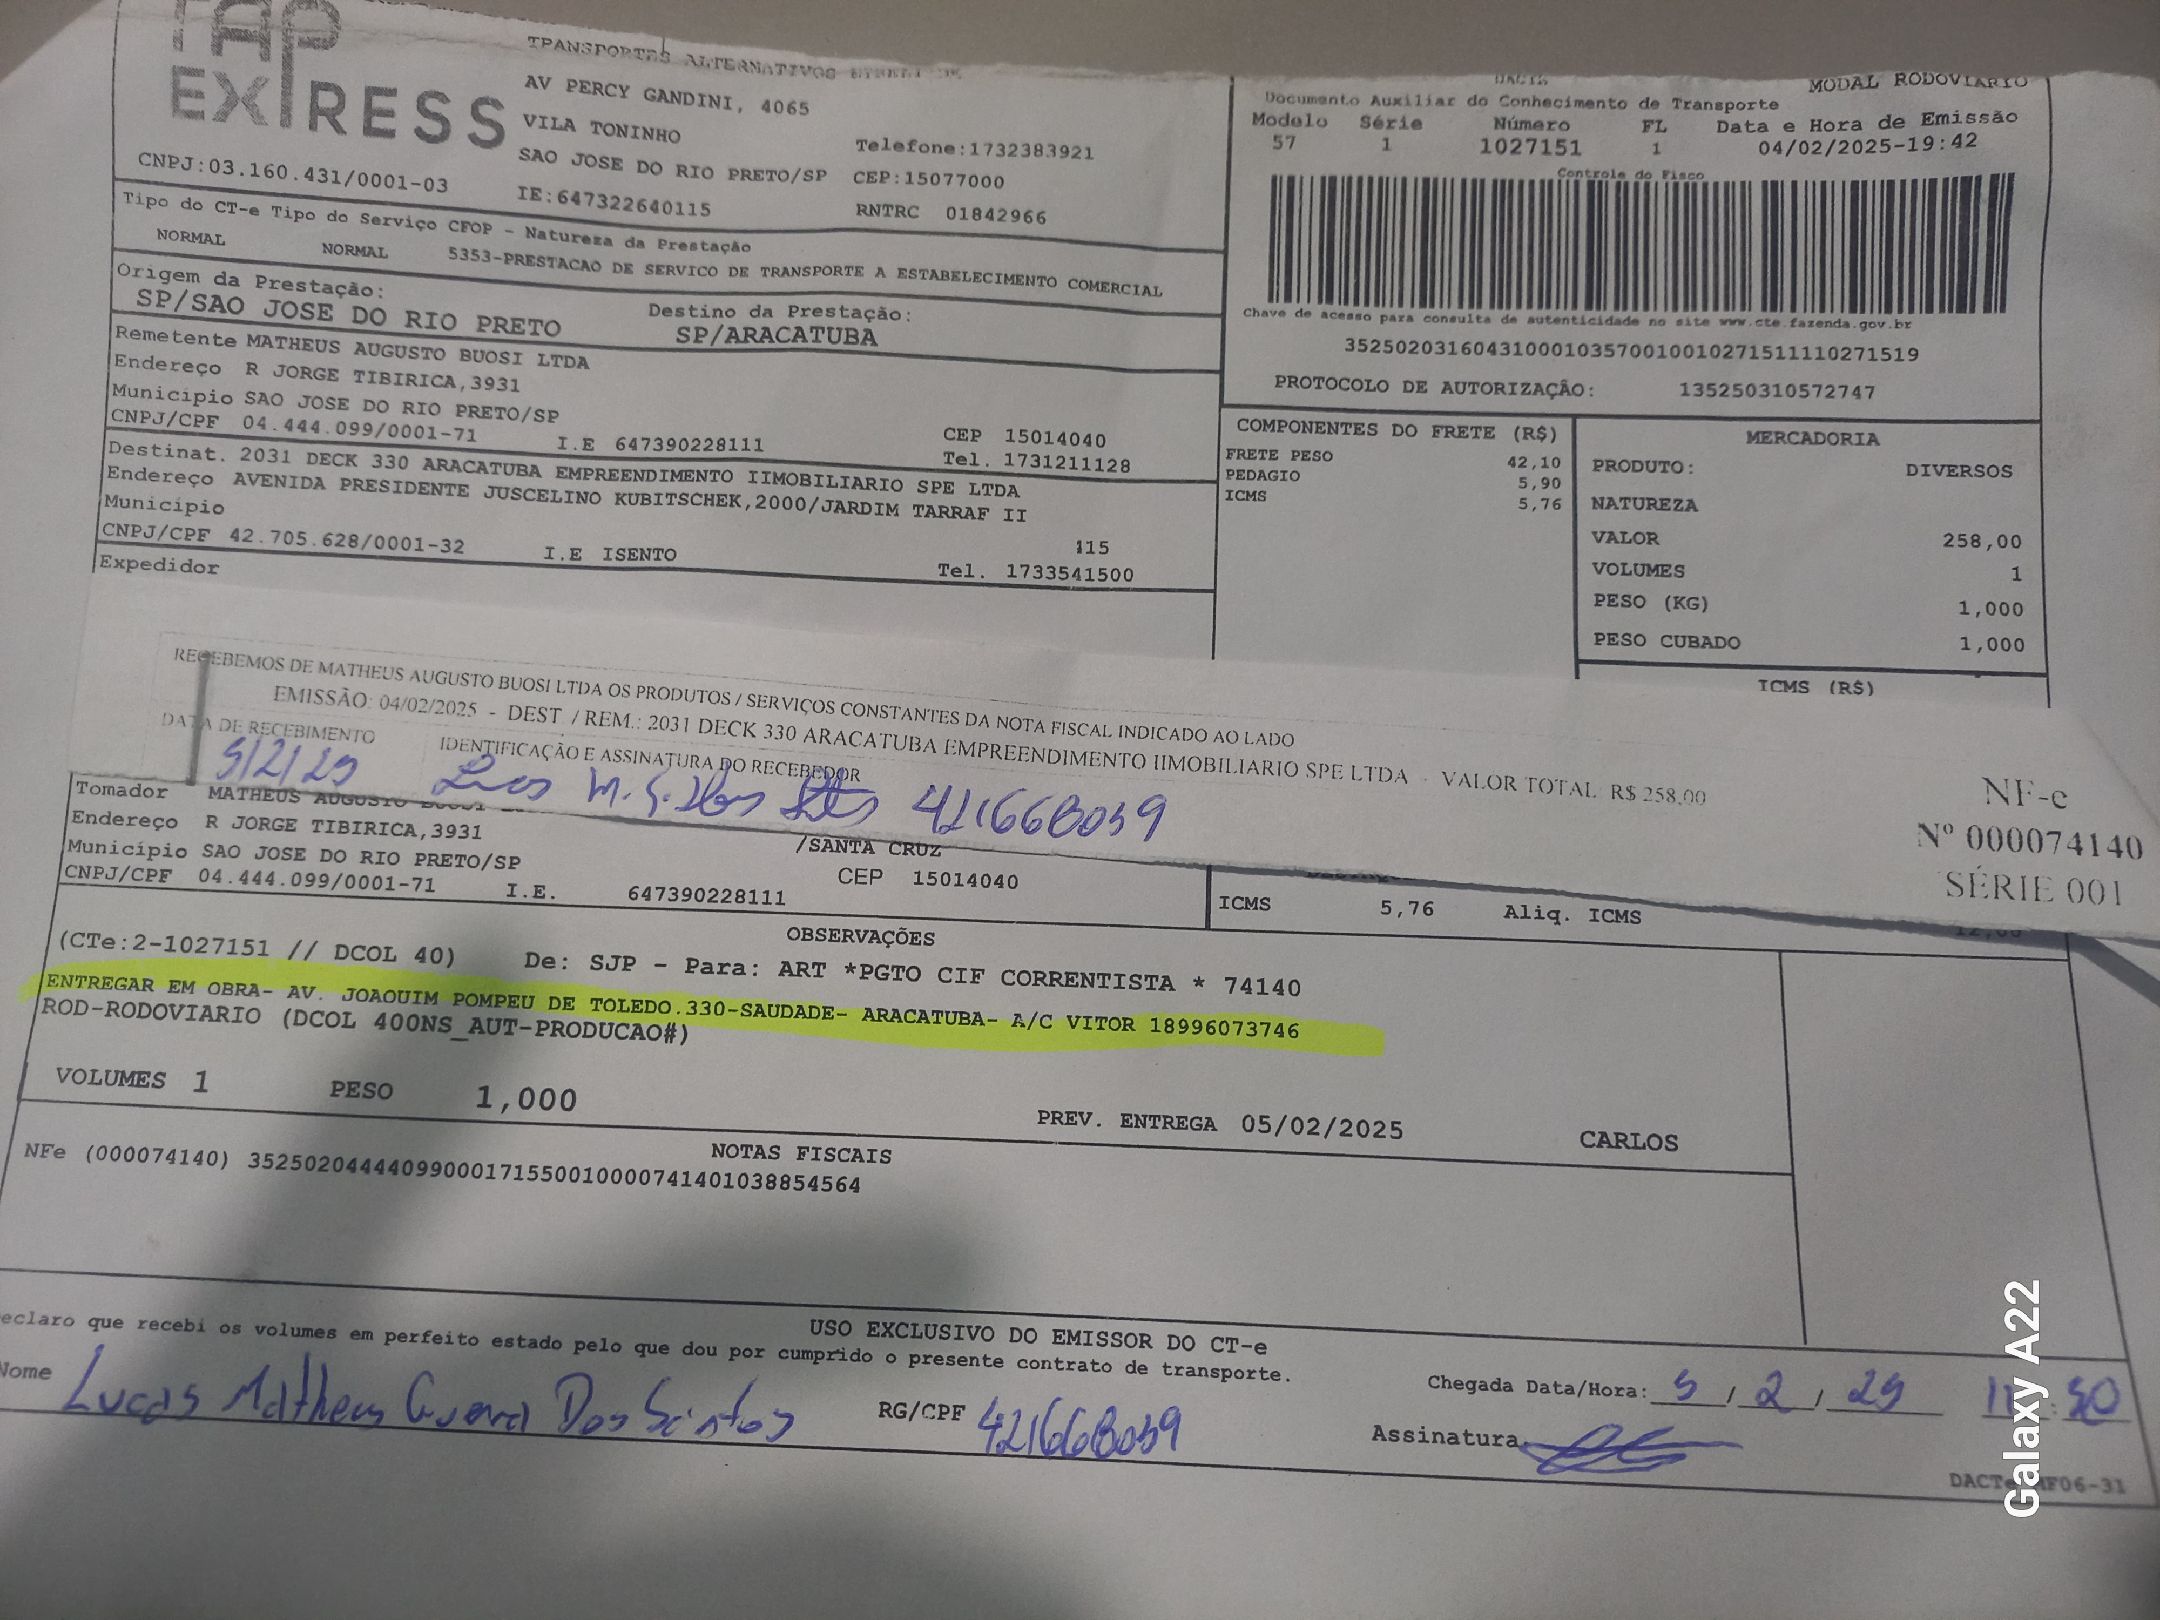 TAP
EXPRESS
TRANSPORTES ALTERNATIVOS
AV PERCY GANDINI, 4065
VILA TONINHO
SAO JOSE DO RIO PRETO/SP
Telefone:1732383921
CEP:15077000
CNPJ:03.160.431/0001-03
IE:647322640115
RNTRC 01842966
DACTE
MODAL RODOVIARIO
Documento Auxiliar do Conhecimento de Transporte
Modelo Série Número FL Data e Hora de Emissão
57 1 1027151 1 04/02/2025-19:42
Controle do Fisco
Chave de acesso para consulta de autenticidade no site www.cte.fazenda.gov.br
35250203160431000103570010010271511110271519
PROTOCOLO DE AUTORIZAÇÃO: 135250310572747
Tipo do CT-e Tipo do Serviço CFOP - Natureza da Prestação
NORMAL NORMAL 5353-PRESTACAO DE SERVICO DE TRANSPORTE A ESTABELECIMENTO COMERCIAL
Origem da Prestação: Destino da Prestação:
SP/SAO JOSE DO RIO PRETO SP/ARACATUBA
Remetente MATHEUS AUGUSTO BUOSI LTDA
Endereço R JORGE TIBIRICA,3931
Município SAO JOSE DO RIO PRETO/SP CEP 15014040
CNPJ/CPF 04.444.099/0001-71 I.E 647390228111 Tel. 1731211128
Destinat. 2031 DECK 330 ARACATUBA EMPREENDIMENTO IIMOBILIARIO SPE LTDA
Endereço AVENIDA PRESIDENTE JUSCELINO KUBITSCHEK,2000/JARDIM TARRAF II
Município 115
CNPJ/CPF 42.705.628/0001-32 I.E ISENTO Tel. 1733541500
Expedidor
COMPONENTES DO FRETE (R$)
FRETE PESO 42,10
PEDAGIO 5,90
ICMS 5,76
MERCADORIA
PRODUTO: DIVERSOS
NATUREZA
VALOR 258,00
VOLUMES 1
PESO (KG) 1,000
PESO CUBADO 1,000
ICMS (R$)
RECEBEMOS DE MATHEUS AUGUSTO BUOSI LTDA OS PRODUTOS / SERVIÇOS CONSTANTES DA NOTA FISCAL INDICADO AO LADO
EMISSÃO: 04/02/2025 - DEST. / REM.: 2031 DECK 330 ARACATUBA EMPREENDIMENTO IIMOBILIARIO SPE LTDA - VALOR TOTAL R$ 258,00
DATA DE RECEBIMENTO IDENTIFICAÇÃO E ASSINATURA DO RECEBEDOR
5/2/25 421668059
NF-e
Nº 000074140
SÉRIE 001
Tomador MATHEUS AUGUSTO BUOSI
Endereço R JORGE TIBIRICA,3931 /SANTA CRUZ
Município SAO JOSE DO RIO PRETO/SP CEP 15014040
CNPJ/CPF 04.444.099/0001-71 I.E. 647390228111
ICMS 5,76 Aliq. ICMS 12,00
OBSERVAÇÕES
(CTe:2-1027151 // DCOL 40) De: SJP - Para: ART *PGTO CIF CORRENTISTA * 74140
ENTREGAR EM OBRA- AV. JOAQUIM POMPEU DE TOLEDO.330-SAUDADE- ARACATUBA- A/C VITOR 18996073746
ROD-RODOVIARIO (DCOL 400NS_AUT-PRODUCAO#)
VOLUMES 1 PESO 1,000 PREV. ENTREGA 05/02/2025 CARLOS
NOTAS FISCAIS
NFe (000074140) 35250204444099000171550010000741401038854564
USO EXCLUSIVO DO EMISSOR DO CT-e
eclaro que recebi os volumes em perfeito estado pelo que dou por cumprido o presente contrato de transporte.
Nome Lucas Matheus Guerra Dos Santos RG/CPF 421668059
Chegada Data/Hora: 5/2/25 11:50
Assinatura
Galaxy A22